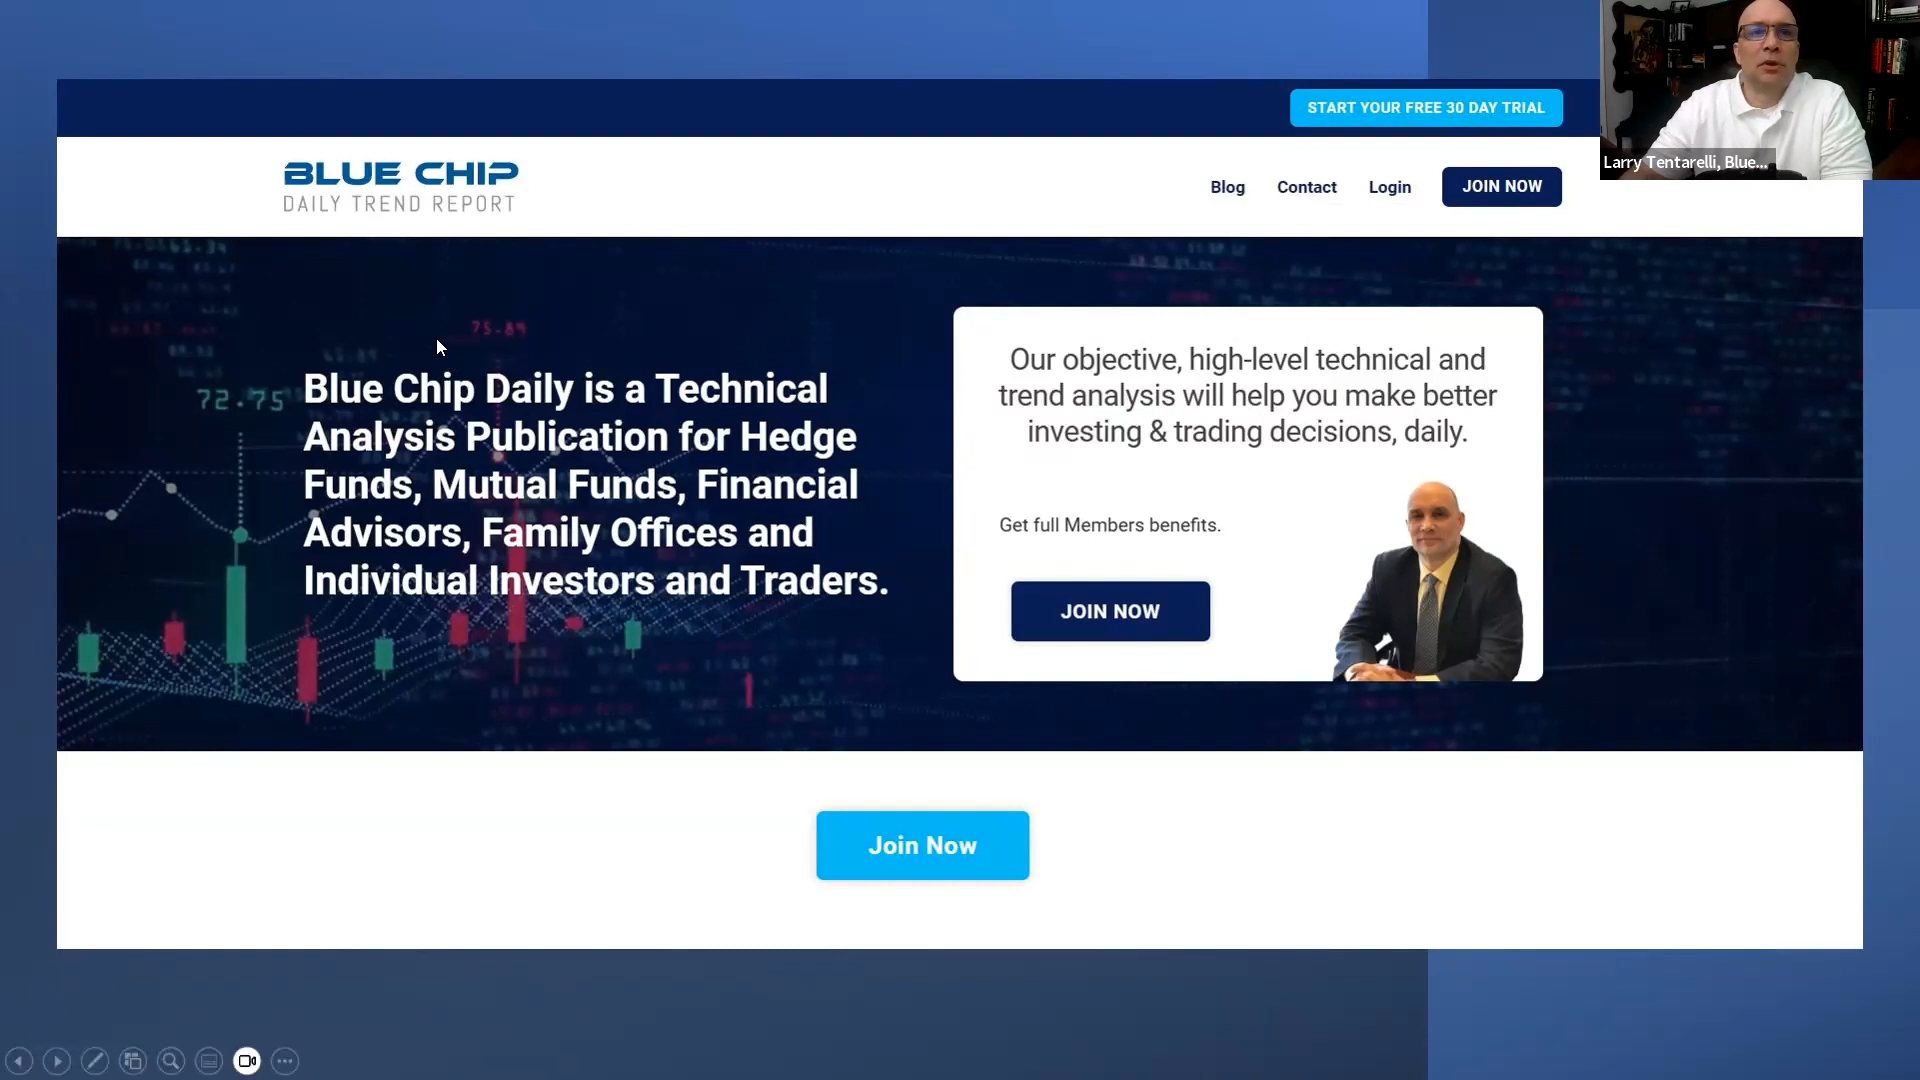 START YOUR FREE 30 DAY TRIAL
Larry Tentarelli, Blue...
BLUE CHIP
DAILY TREND REPORT
Blog
Contact
Login
JOIN NOW
75.89
72.75
Blue Chip Daily is a Technical
Analysis Publication for Hedge
Funds, Mutual Funds, Financial
Advisors, Family Offices and
Individual Investors and Traders.
Our objective, high-level technical and
trend analysis will help you make better
investing & trading decisions, daily.
Get full Members benefits.
JOIN NOW
Join Now